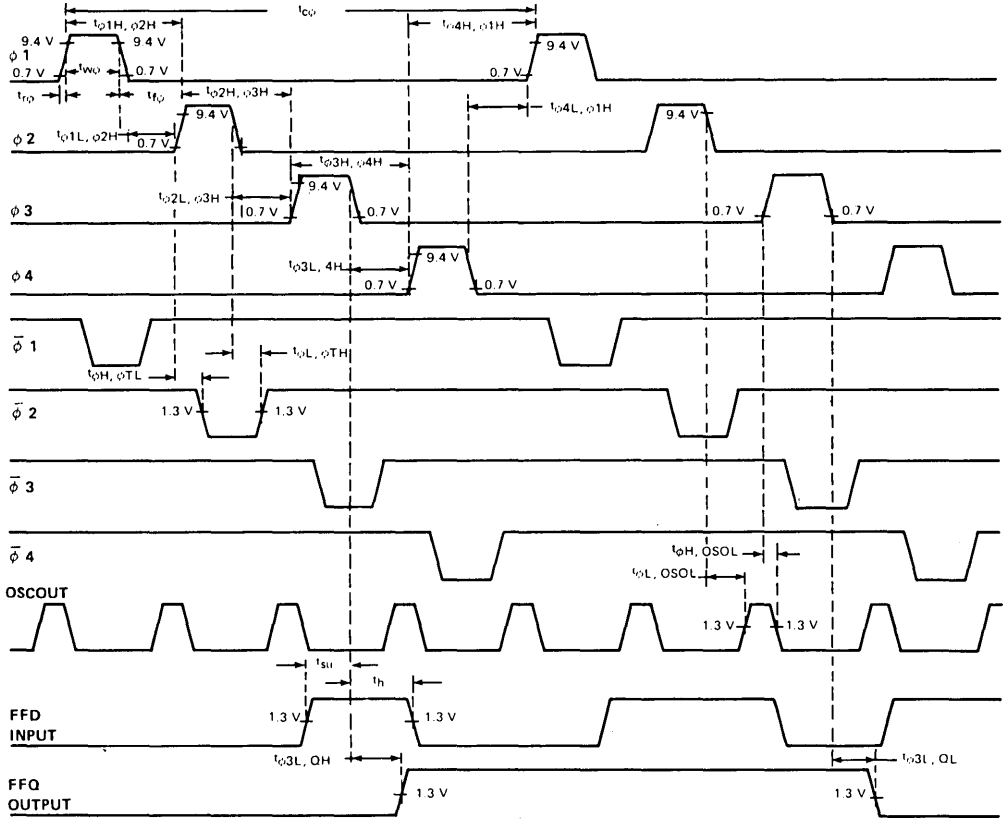 tcφ
tφ1H, φ2H
tφ4H, φ1H
9.4 V
9.4 V
9.4 V
φ 1
twφ
0.7 V
0.7 V
0.7 V
trφ
tfφ
tφ2H, φ3H
tφ4L, φ1H
9.4 V
9.4 V
φ 2
tφ1L, φ2H
0.7 V
tφ3H, φ4H
9.4 V
tφ2L, φ3H
φ 3
0.7 V
0.7 V
0.7 V
0.7 V
tφ3L, 4H
9.4 V
φ 4
0.7 V
0.7 V
φ̅ 1
tφL, φTH
tφH, φTL
φ̅ 2
1.3 V
1.3 V
φ̅ 3
φ̅ 4
tφH, OSOL
tφL, OSOL
OSCOUT
1.3 V
1.3 V
tsu
th
FFD
INPUT
1.3 V
1.3 V
tφ3L, QH
tφ3L, QL
FFQ
OUTPUT
1.3 V
1.3 V